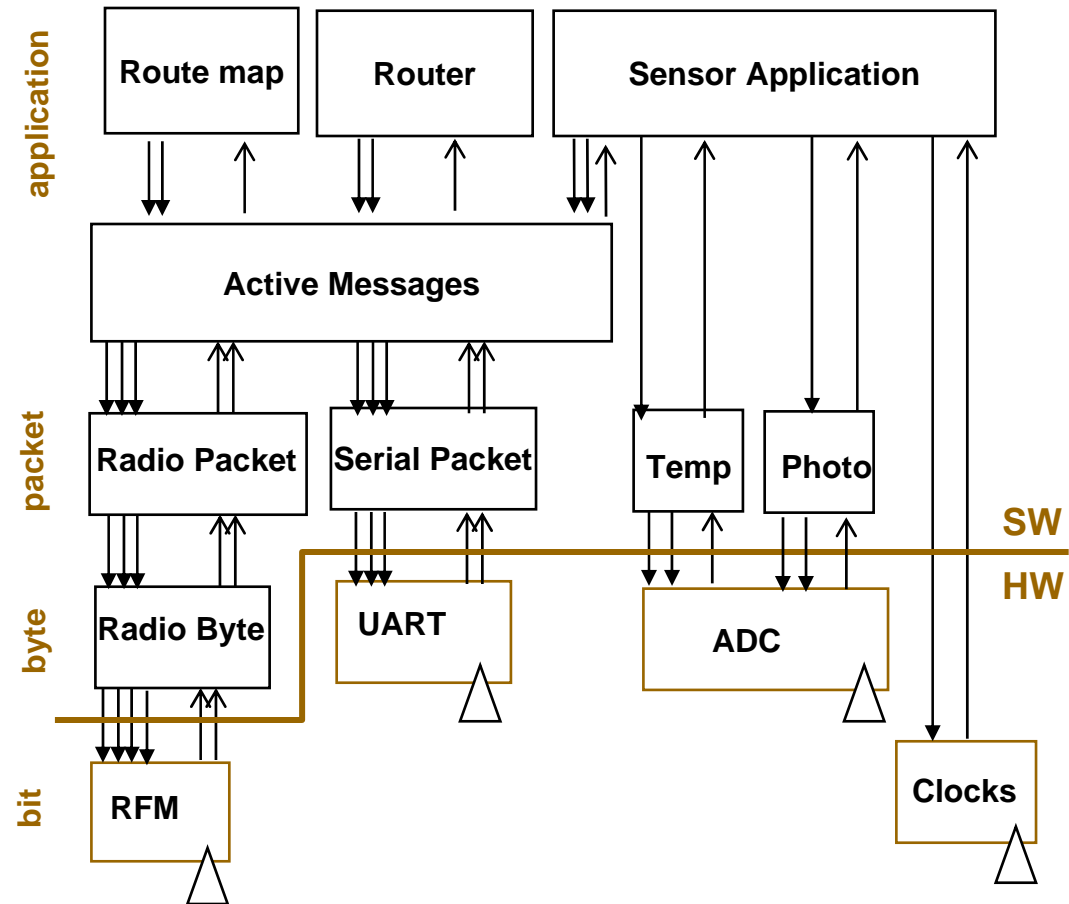 application
Route map
Router
Sensor Application
Active Messages
packet
Radio Packet
Serial Packet
Temp
Photo
SW
HW
byte
Radio Byte
UART
ADC
bit
RFM
Clocks